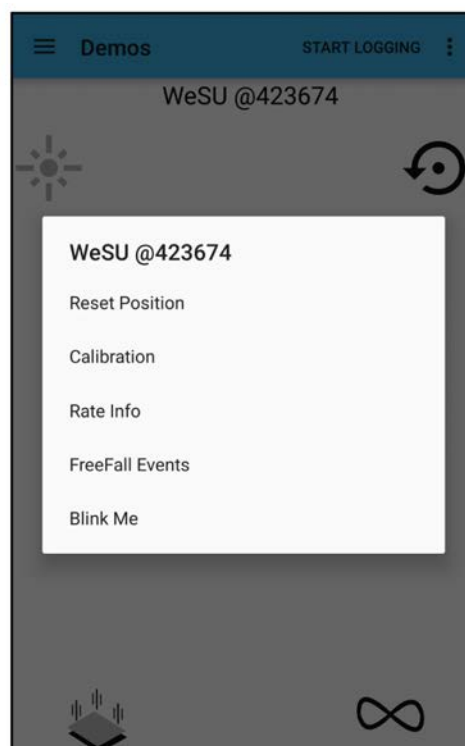 Demos
START LOGGING
WeSU @423674
WeSU @423674
Reset Position
Calibration
Rate Info
FreeFall Events
Blink Me